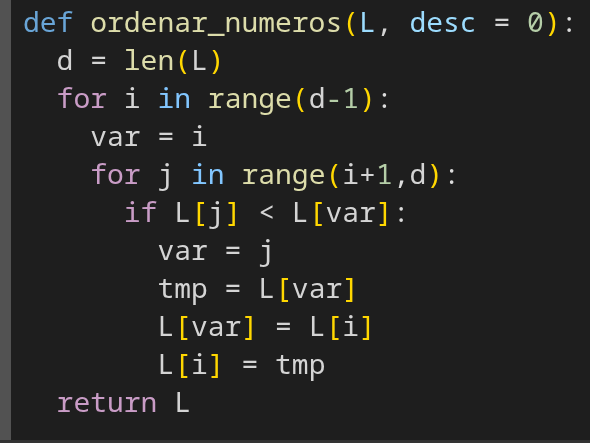 def ordenar_numeros(L, desc = 0):
  d = len(L)
  for i in range(d-1):
    var = i
    for j in range(i+1,d):
      if L[j] < L[var]:
        var = j
        tmp = L[var]
        L[var] = L[i]
        L[i] = tmp
  return L